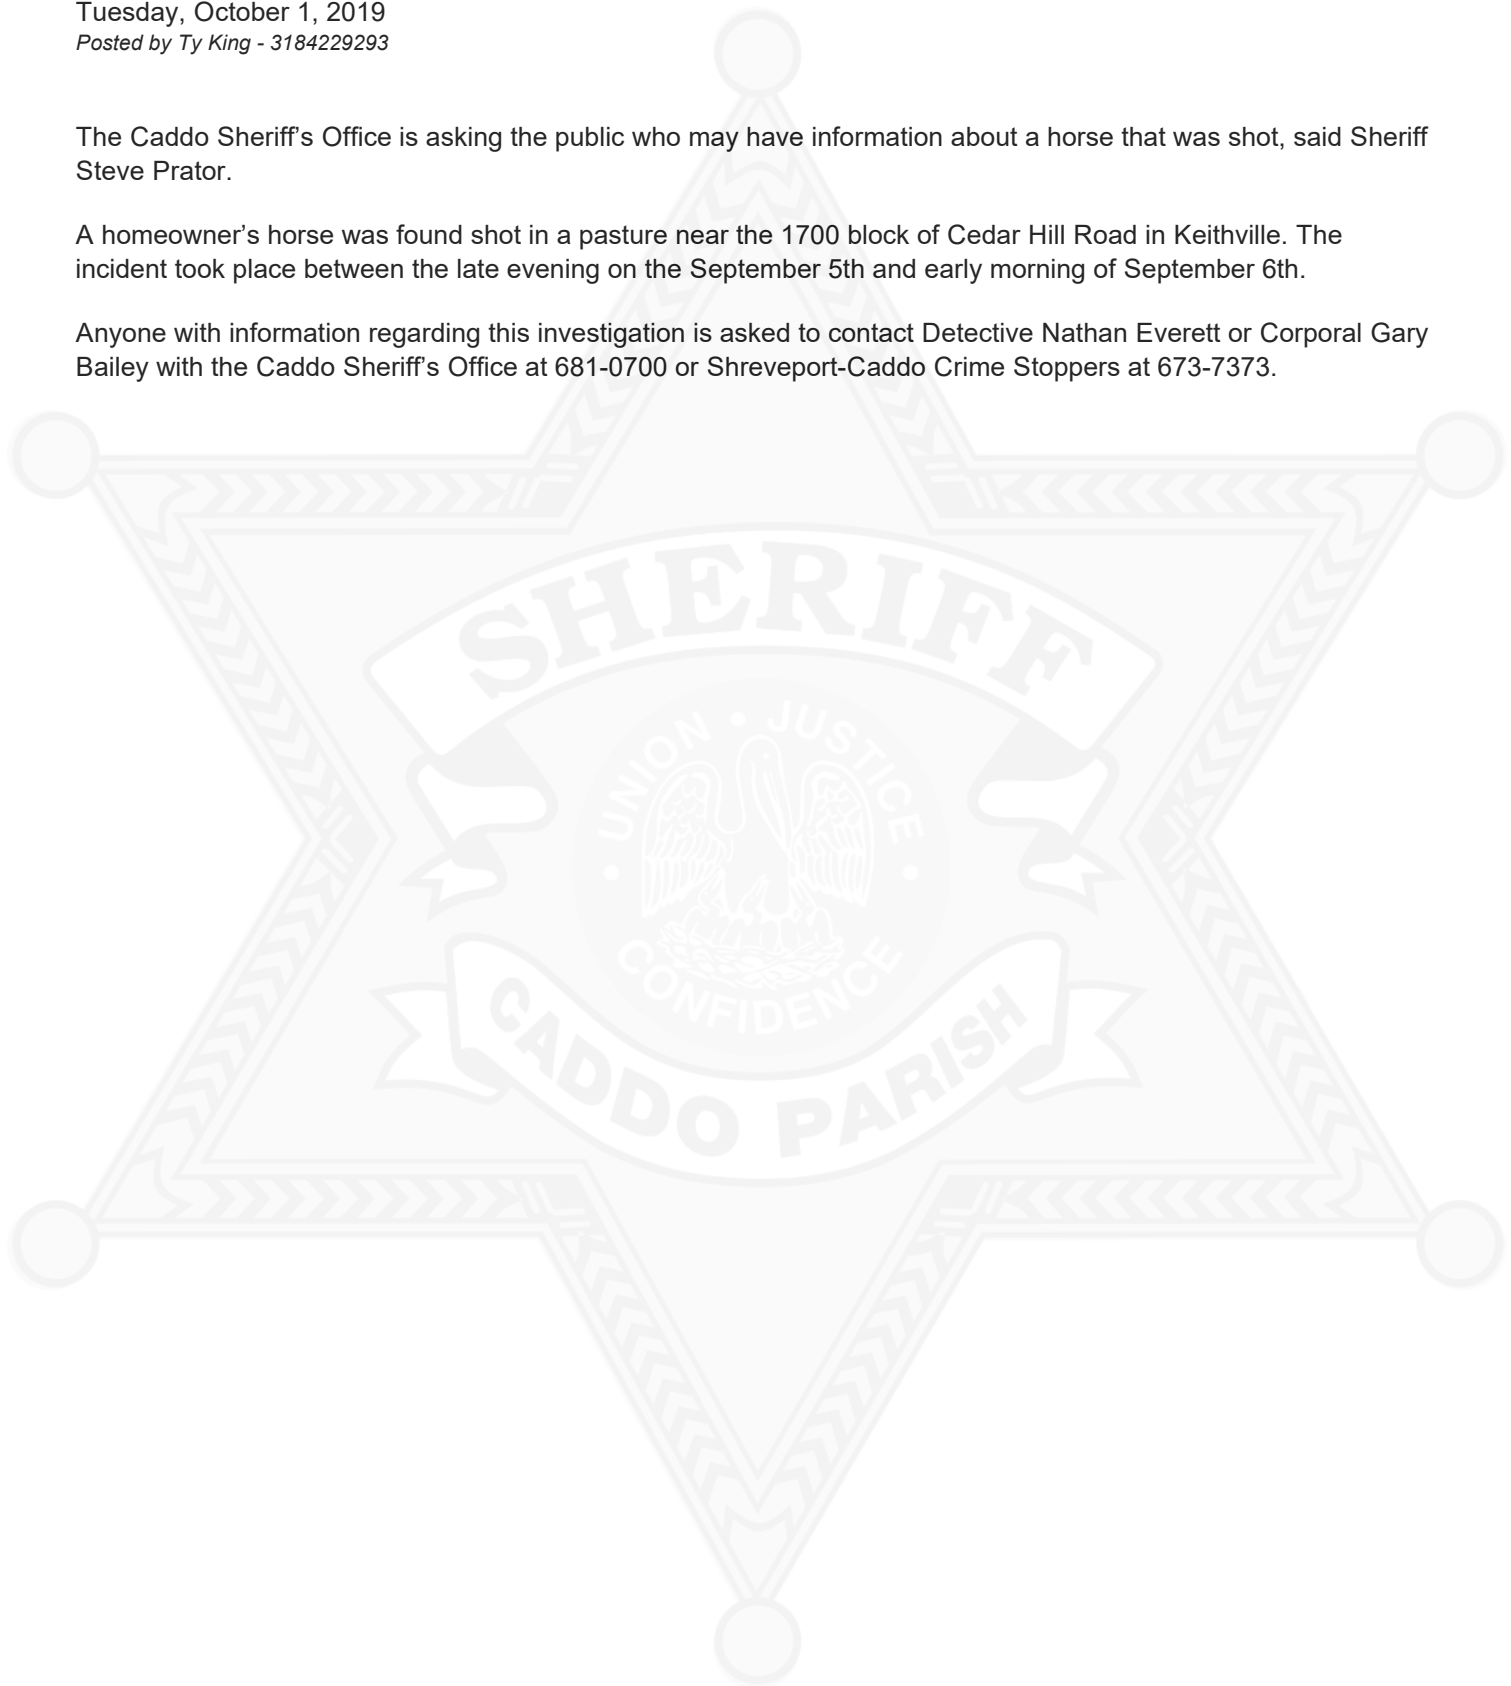 Tuesday, October 1, 2019
Posted by Ty King - 3184229293
The Caddo Sheriff’s Office is asking the public who may have information about a horse that was shot, said Sheriff
Steve Prator.
A homeowner’s horse was found shot in a pasture near the 1700 block of Cedar Hill Road in Keithville. The
incident took place between the late evening on the September 5th and early morning of September 6th.
Anyone with information regarding this investigation is asked to contact Detective Nathan Everett or Corporal Gary
Bailey with the Caddo Sheriff’s Office at 681-0700 or Shreveport-Caddo Crime Stoppers at 673-7373.
SHERIFF
UNION • JUSTICE
• CONFIDENCE •
CADDO PARISH